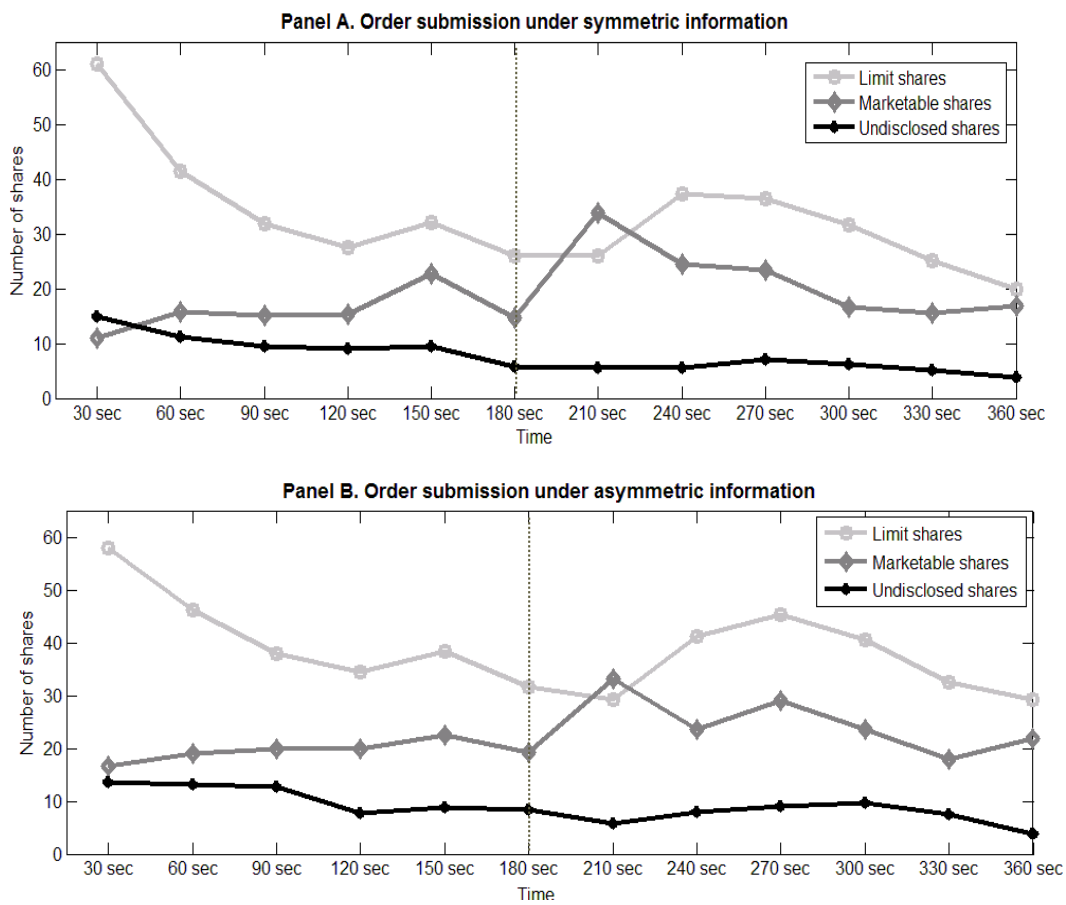 Panel A. Order submission under symmetric information
Number of shares
60
50
40
30
20
10
0
Limit shares
Marketable shares
Undisclosed shares
30 sec 60 sec 90 sec 120 sec 150 sec 180 sec 210 sec 240 sec 270 sec 300 sec 330 sec 360 sec
Time
Panel B. Order submission under asymmetric information
Number of shares
60
50
40
30
20
10
0
Limit shares
Marketable shares
Undisclosed shares
30 sec 60 sec 90 sec 120 sec 150 sec 180 sec 210 sec 240 sec 270 sec 300 sec 330 sec 360 sec
Time